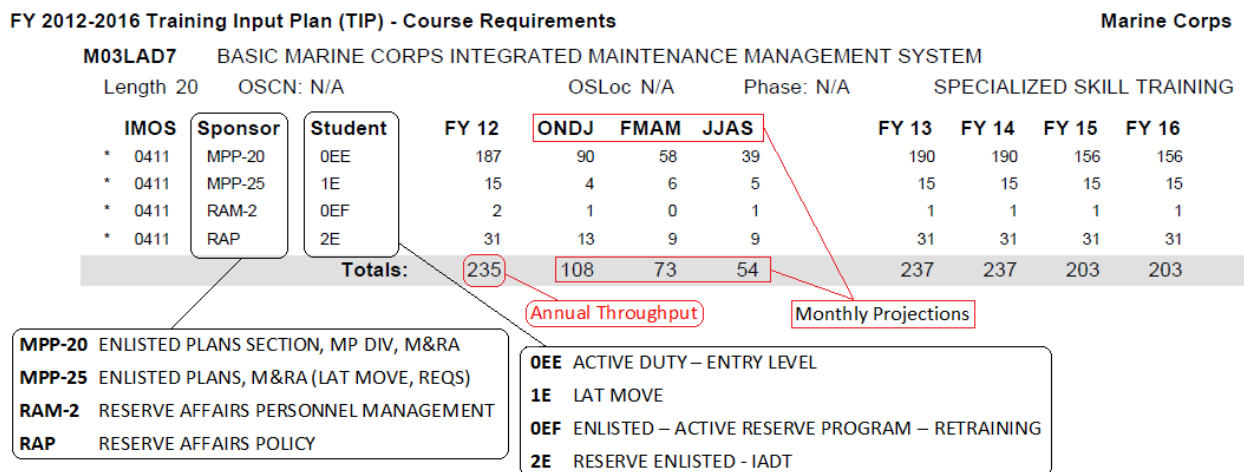 FY 2012-2016 Training Input Plan (TIP) - Course Requirements Marine Corps
M03LAD7 BASIC MARINE CORPS INTEGRATED MAINTENANCE MANAGEMENT SYSTEM
Length 20 OSCN: N/A OSLoc N/A Phase: N/A SPECIALIZED SKILL TRAINING
IMOS Sponsor Student FY 12 ONDJ FMAM JJAS FY 13 FY 14 FY 15 FY 16
* 0411 MPP-20 0EE 187 90 58 39 190 190 156 156
* 0411 MPP-25 1E 15 4 6 5 15 15 15 15
* 0411 RAM-2 0EF 2 1 0 1 1 1 1 1
* 0411 RAP 2E 31 13 9 9 31 31 31 31
Totals: 235 108 73 54 237 237 203 203
Annual Throughput Monthly Projections
MPP-20 ENLISTED PLANS SECTION, MP DIV, M&RA
MPP-25 ENLISTED PLANS, M&RA (LAT MOVE, REQS)
RAM-2 RESERVE AFFAIRS PERSONNEL MANAGEMENT
RAP RESERVE AFFAIRS POLICY
0EE ACTIVE DUTY – ENTRY LEVEL
1E LAT MOVE
0EF ENLISTED – ACTIVE RESERVE PROGRAM – RETRAINING
2E RESERVE ENLISTED - IADT